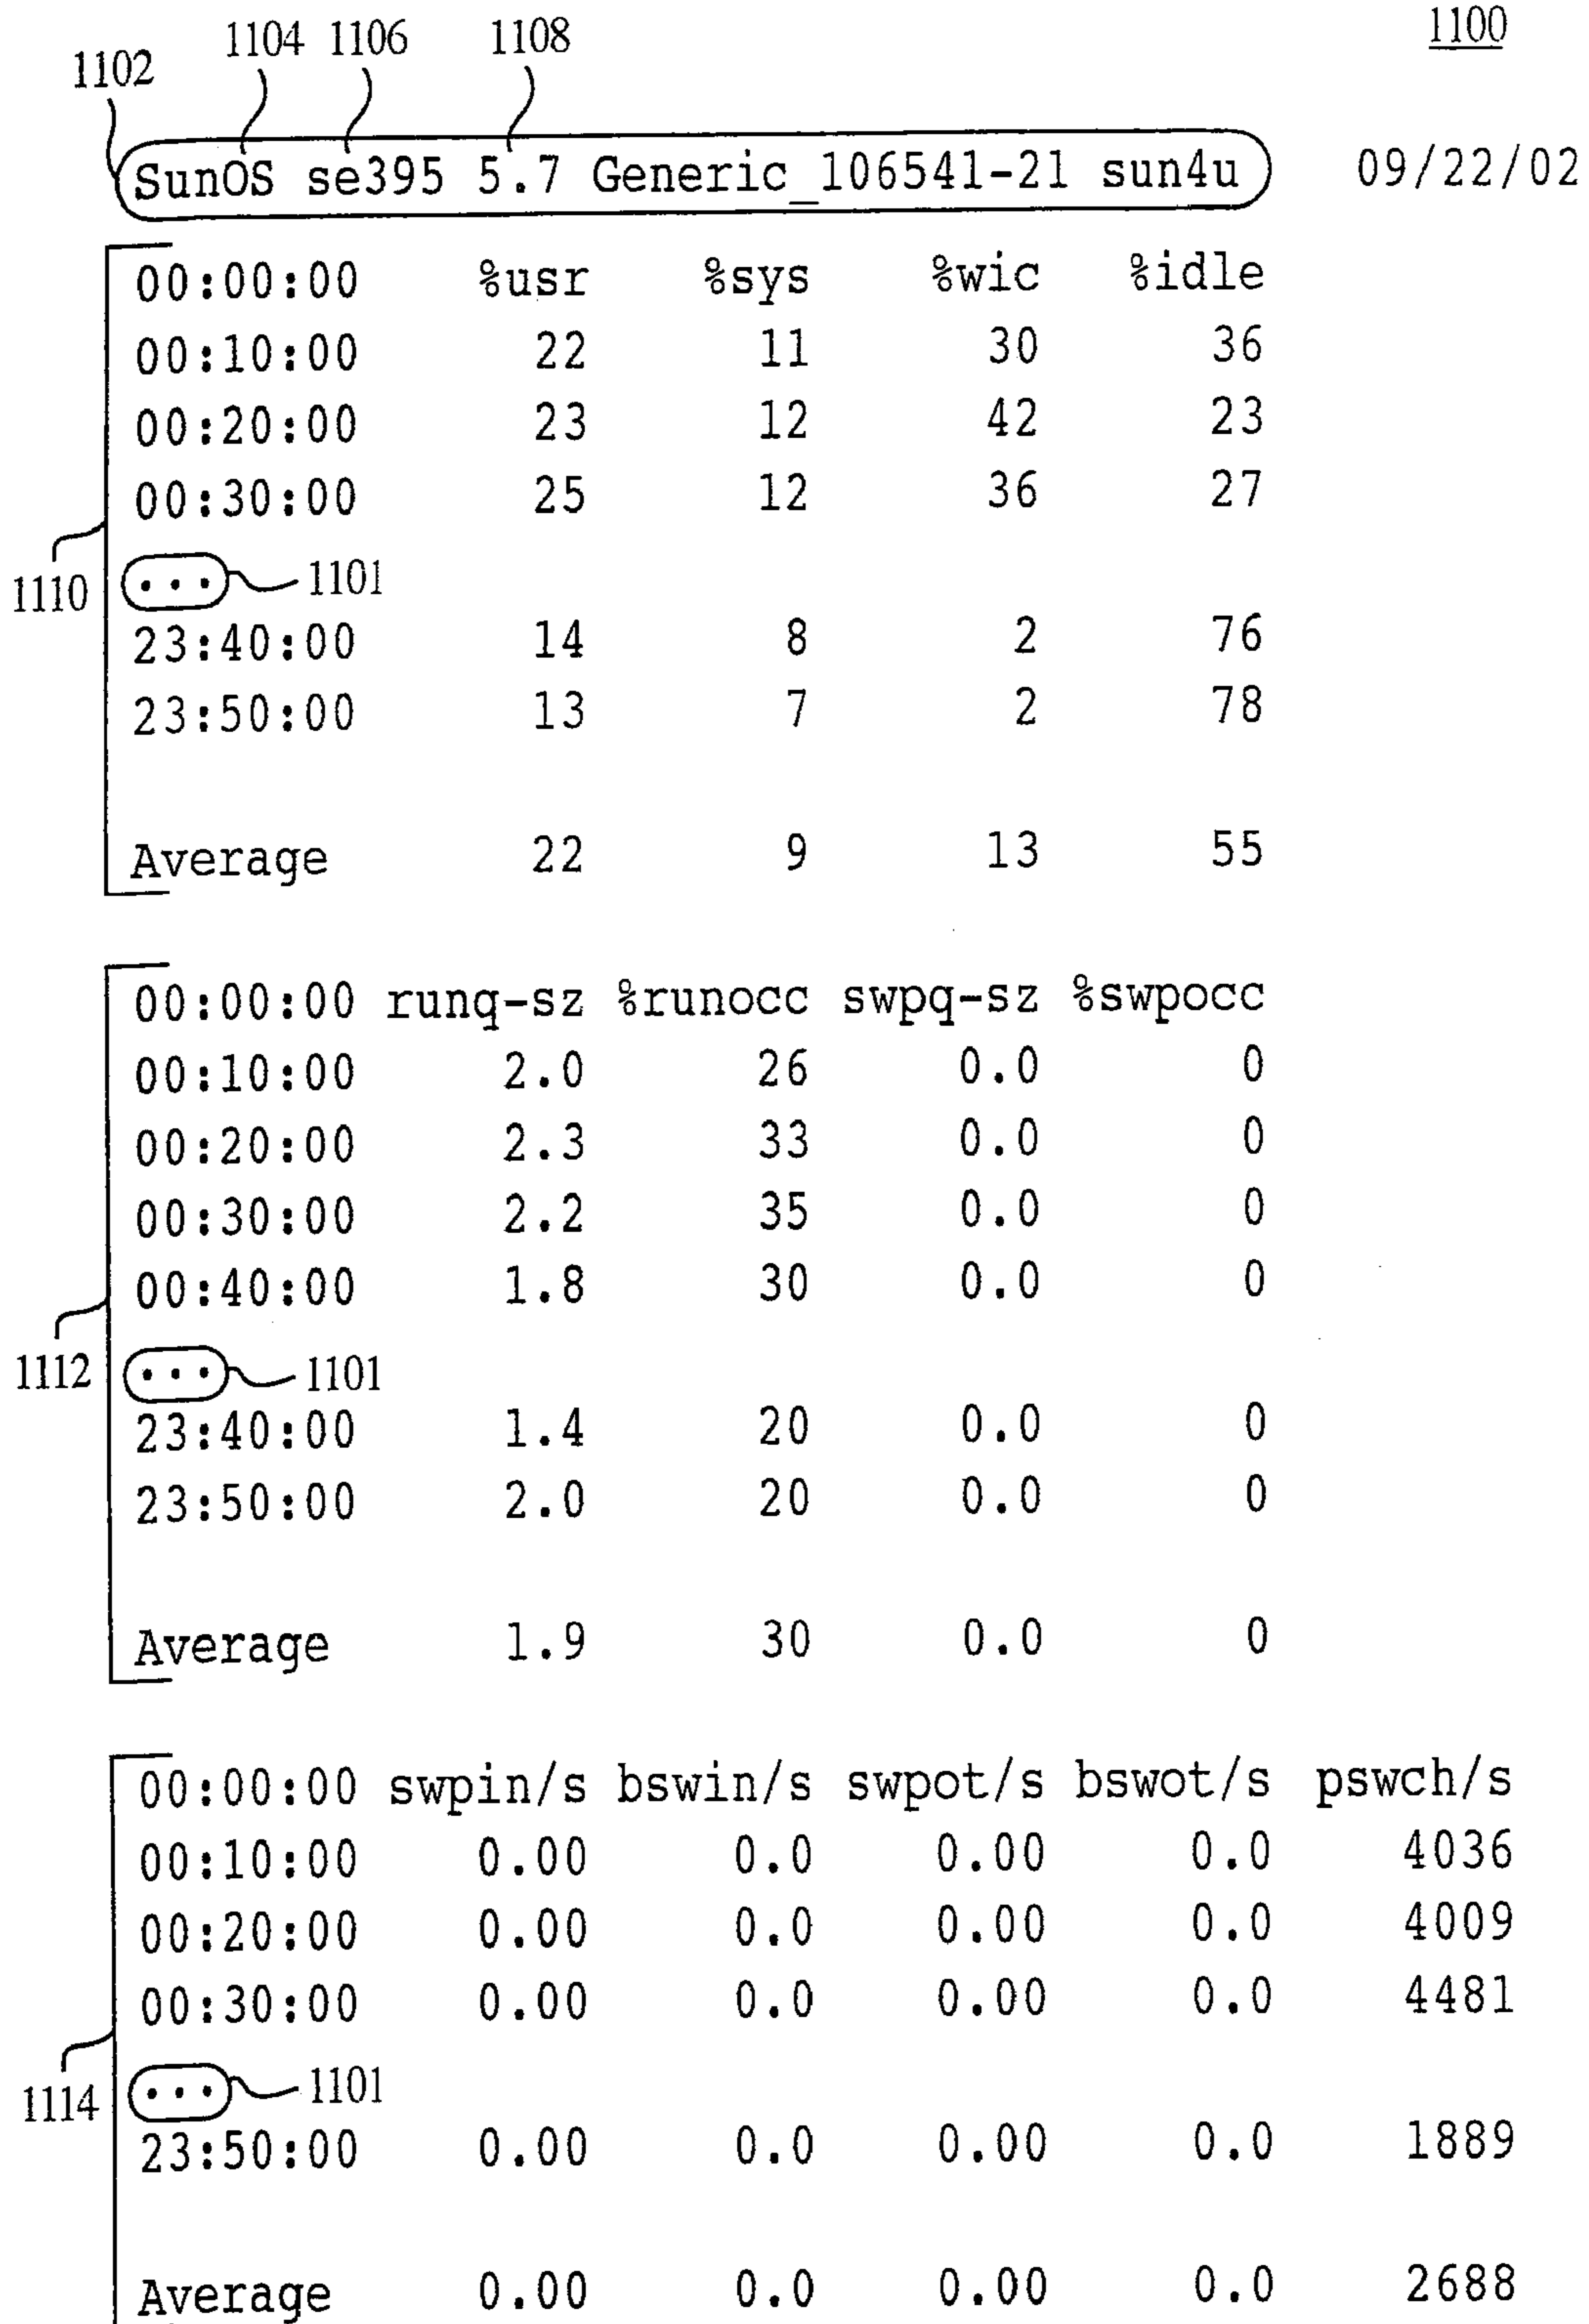 1100
1102 1104 1106 1108
SunOS se395 5.7 Generic_106541-21 sun4u 09/22/02
00:00:00 %usr %sys %wic %idle
00:10:00 22 11 30 36
00:20:00 23 12 42 23
00:30:00 25 12 36 27
1110 ... 1101
23:40:00 14 8 2 76
23:50:00 13 7 2 78
Average 22 9 13 55
00:00:00 runq-sz %runocc swpq-sz %swpocc
00:10:00 2.0 26 0.0 0
00:20:00 2.3 33 0.0 0
00:30:00 2.2 35 0.0 0
00:40:00 1.8 30 0.0 0
1112 ... 1101
23:40:00 1.4 20 0.0 0
23:50:00 2.0 20 0.0 0
Average 1.9 30 0.0 0
00:00:00 swpin/s bswin/s swpot/s bswot/s pswch/s
00:10:00 0.00 0.0 0.00 0.0 4036
00:20:00 0.00 0.0 0.00 0.0 4009
00:30:00 0.00 0.0 0.00 0.0 4481
1114 ... 1101
23:50:00 0.00 0.0 0.00 0.0 1889
Average 0.00 0.0 0.00 0.0 2688